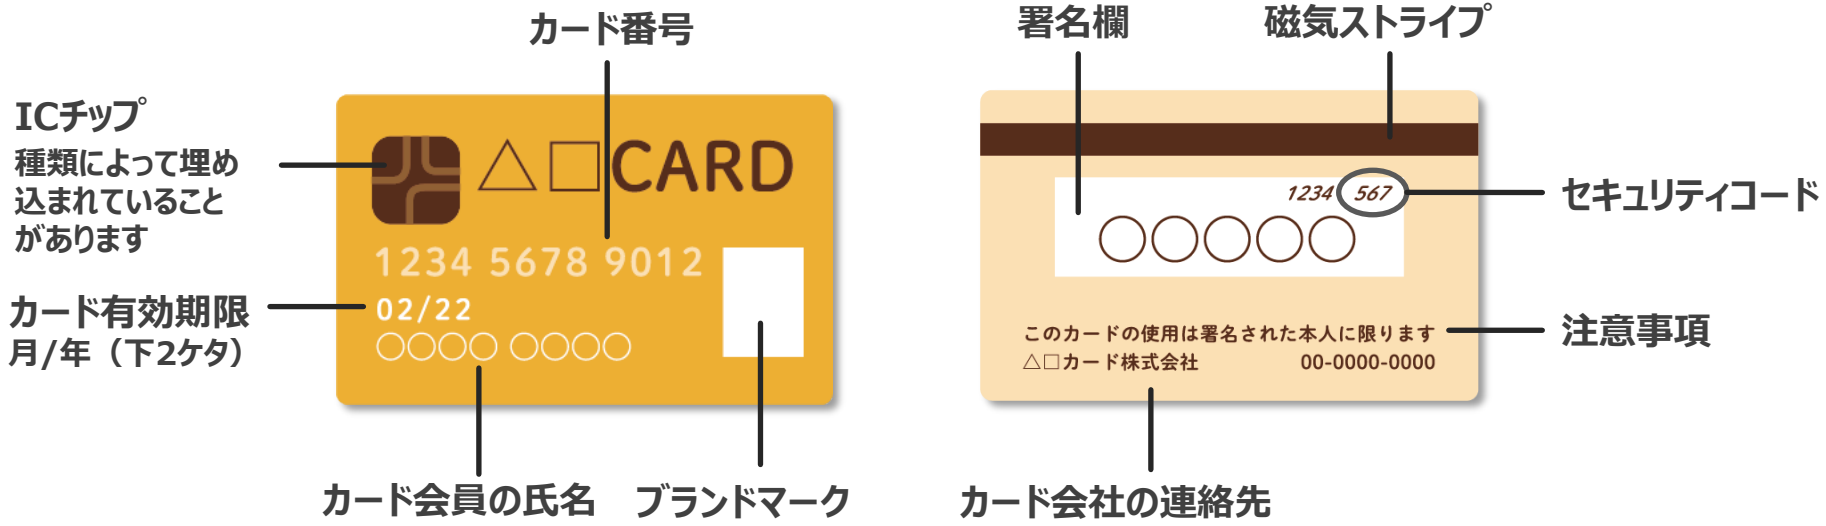 カード番号
署名欄
磁気ストライプ
ICチップ
種類によって埋め
込まれていること
があります
△□CARD
1234 567
セキュリティコード
○○○○○
1234 5678 9012
カード有効期限
月/年（下2ケタ）
02/22
○○○○ ○○○○
このカードの使用は署名された本人に限ります
注意事項
△□カード株式会社 00-0000-0000
カード会員の氏名
ブランドマーク
カード会社の連絡先